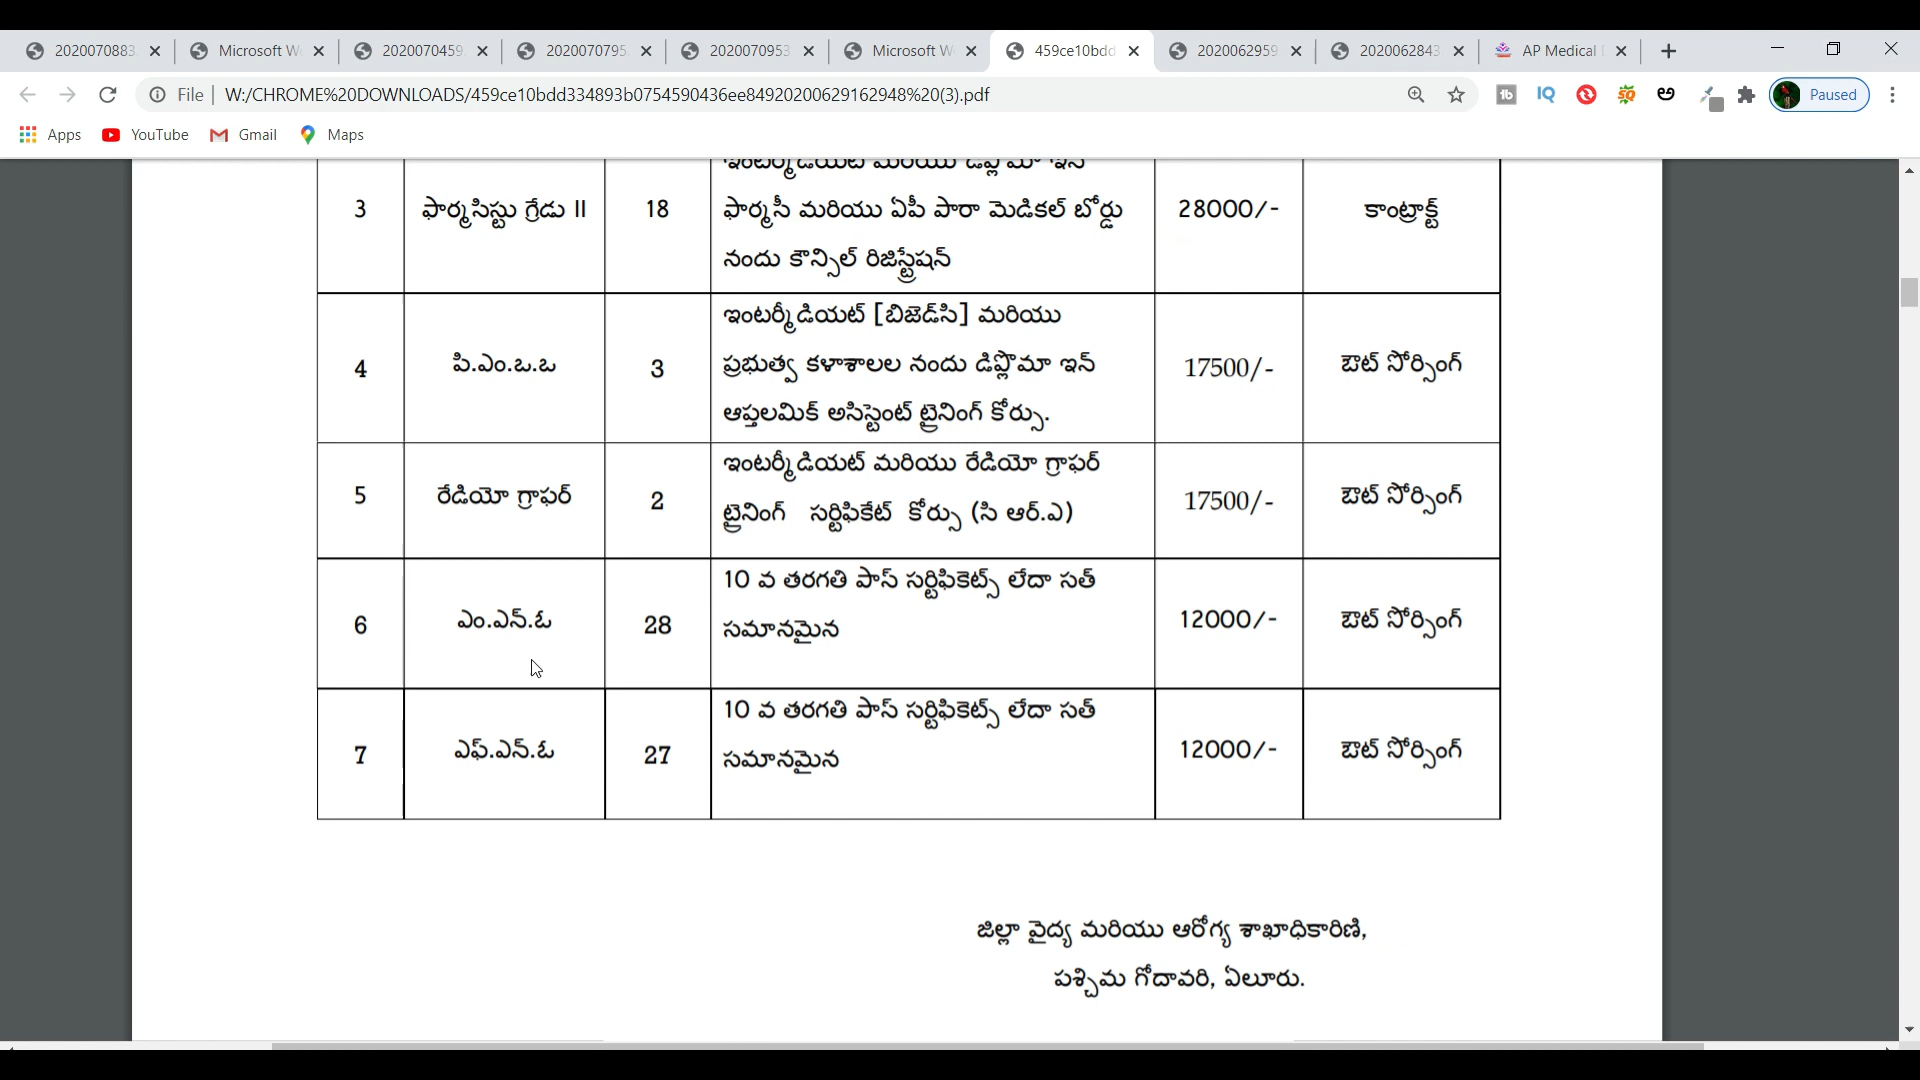 2020070883
Microsoft W
2020070459
2020070795
2020070953
Microsoft W
459ce10bdd
2020062959
2020062843
AP Medical
File
W:/CHROME%20DOWNLOADS/459ce10bdd334893b0754590436ee84920200629162948%20(3).pdf
Paused
Apps
YouTube
Gmail
Maps
ఇంటర్మీడియట్ మరియు డిప్లొమా ఇన్
3 ఫార్మసిస్టు గ్రేడు II 18 ఫార్మసీ మరియు ఏపీ పారా మెడికల్ బోర్డు 28000/- కాంట్రాక్ట్
నందు కౌన్సిల్ రిజిస్ట్రేషన్
ఇంటర్మీడియట్ [బిజెడ్సి] మరియు
4 పి.ఎం.ఒ.ఒ 3 ప్రభుత్వ కళాశాలల నందు డిప్లొమా ఇన్ 17500/- ఔట్ సోర్సింగ్
ఆప్తలమిక్ అసిస్టెంట్ ట్రైనింగ్ కోర్సు.
ఇంటర్మీడియట్ మరియు రేడియో గ్రాఫర్
5 రేడియో గ్రాఫర్ 2 ట్రైనింగ్ సర్టిఫికేట్ కోర్సు (సి ఆర్.ఎ) 17500/- ఔట్ సోర్సింగ్
10 వ తరగతి పాస్ సర్టిఫికెట్స్ లేదా సత్
6 ఎం.ఎన్.ఓ 28 సమానమైన 12000/- ఔట్ సోర్సింగ్
10 వ తరగతి పాస్ సర్టిఫికెట్స్ లేదా సత్
7 ఎఫ్.ఎన్.ఓ 27 సమానమైన 12000/- ఔట్ సోర్సింగ్
జిల్లా వైద్య మరియు ఆరోగ్య శాఖాధికారిణి,
పశ్చిమ గోదావరి, ఏలూరు.